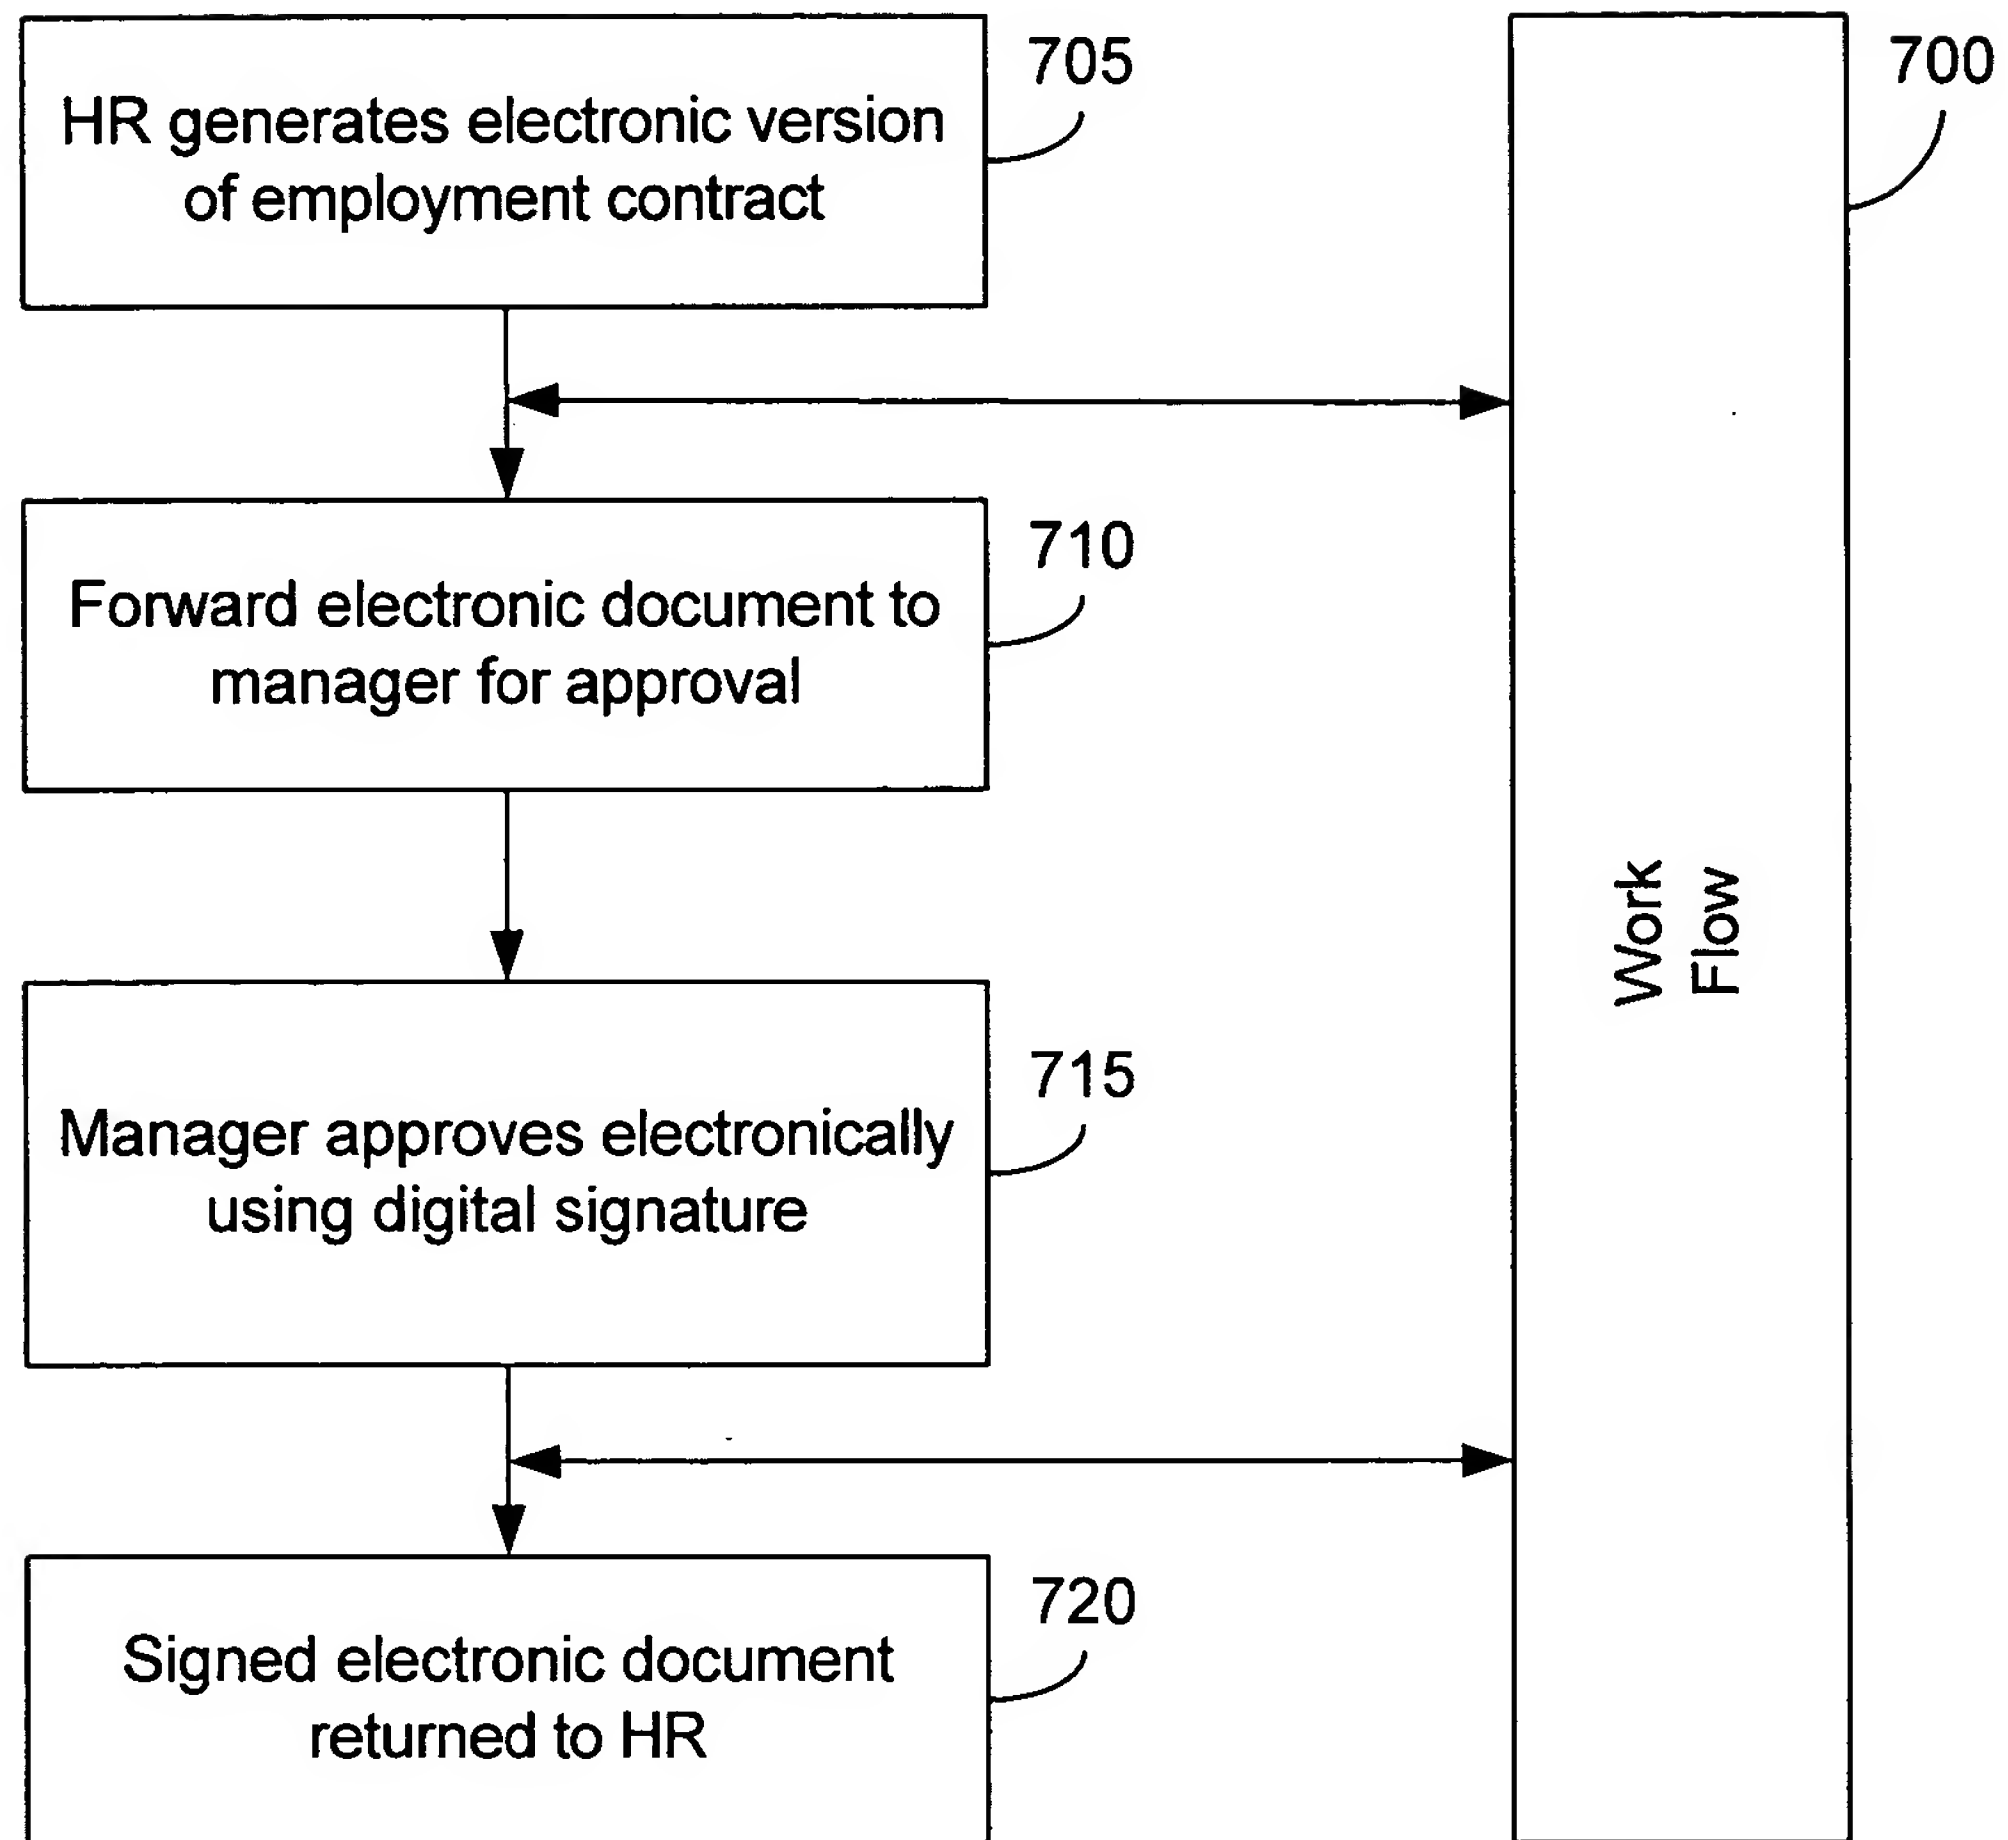 HR generates electronic version
of employment contract
705
700
Forward electronic document to
manager for approval
710
Work
Flow
Manager approves electronically
using digital signature
715
Signed electronic document
returned to HR
720